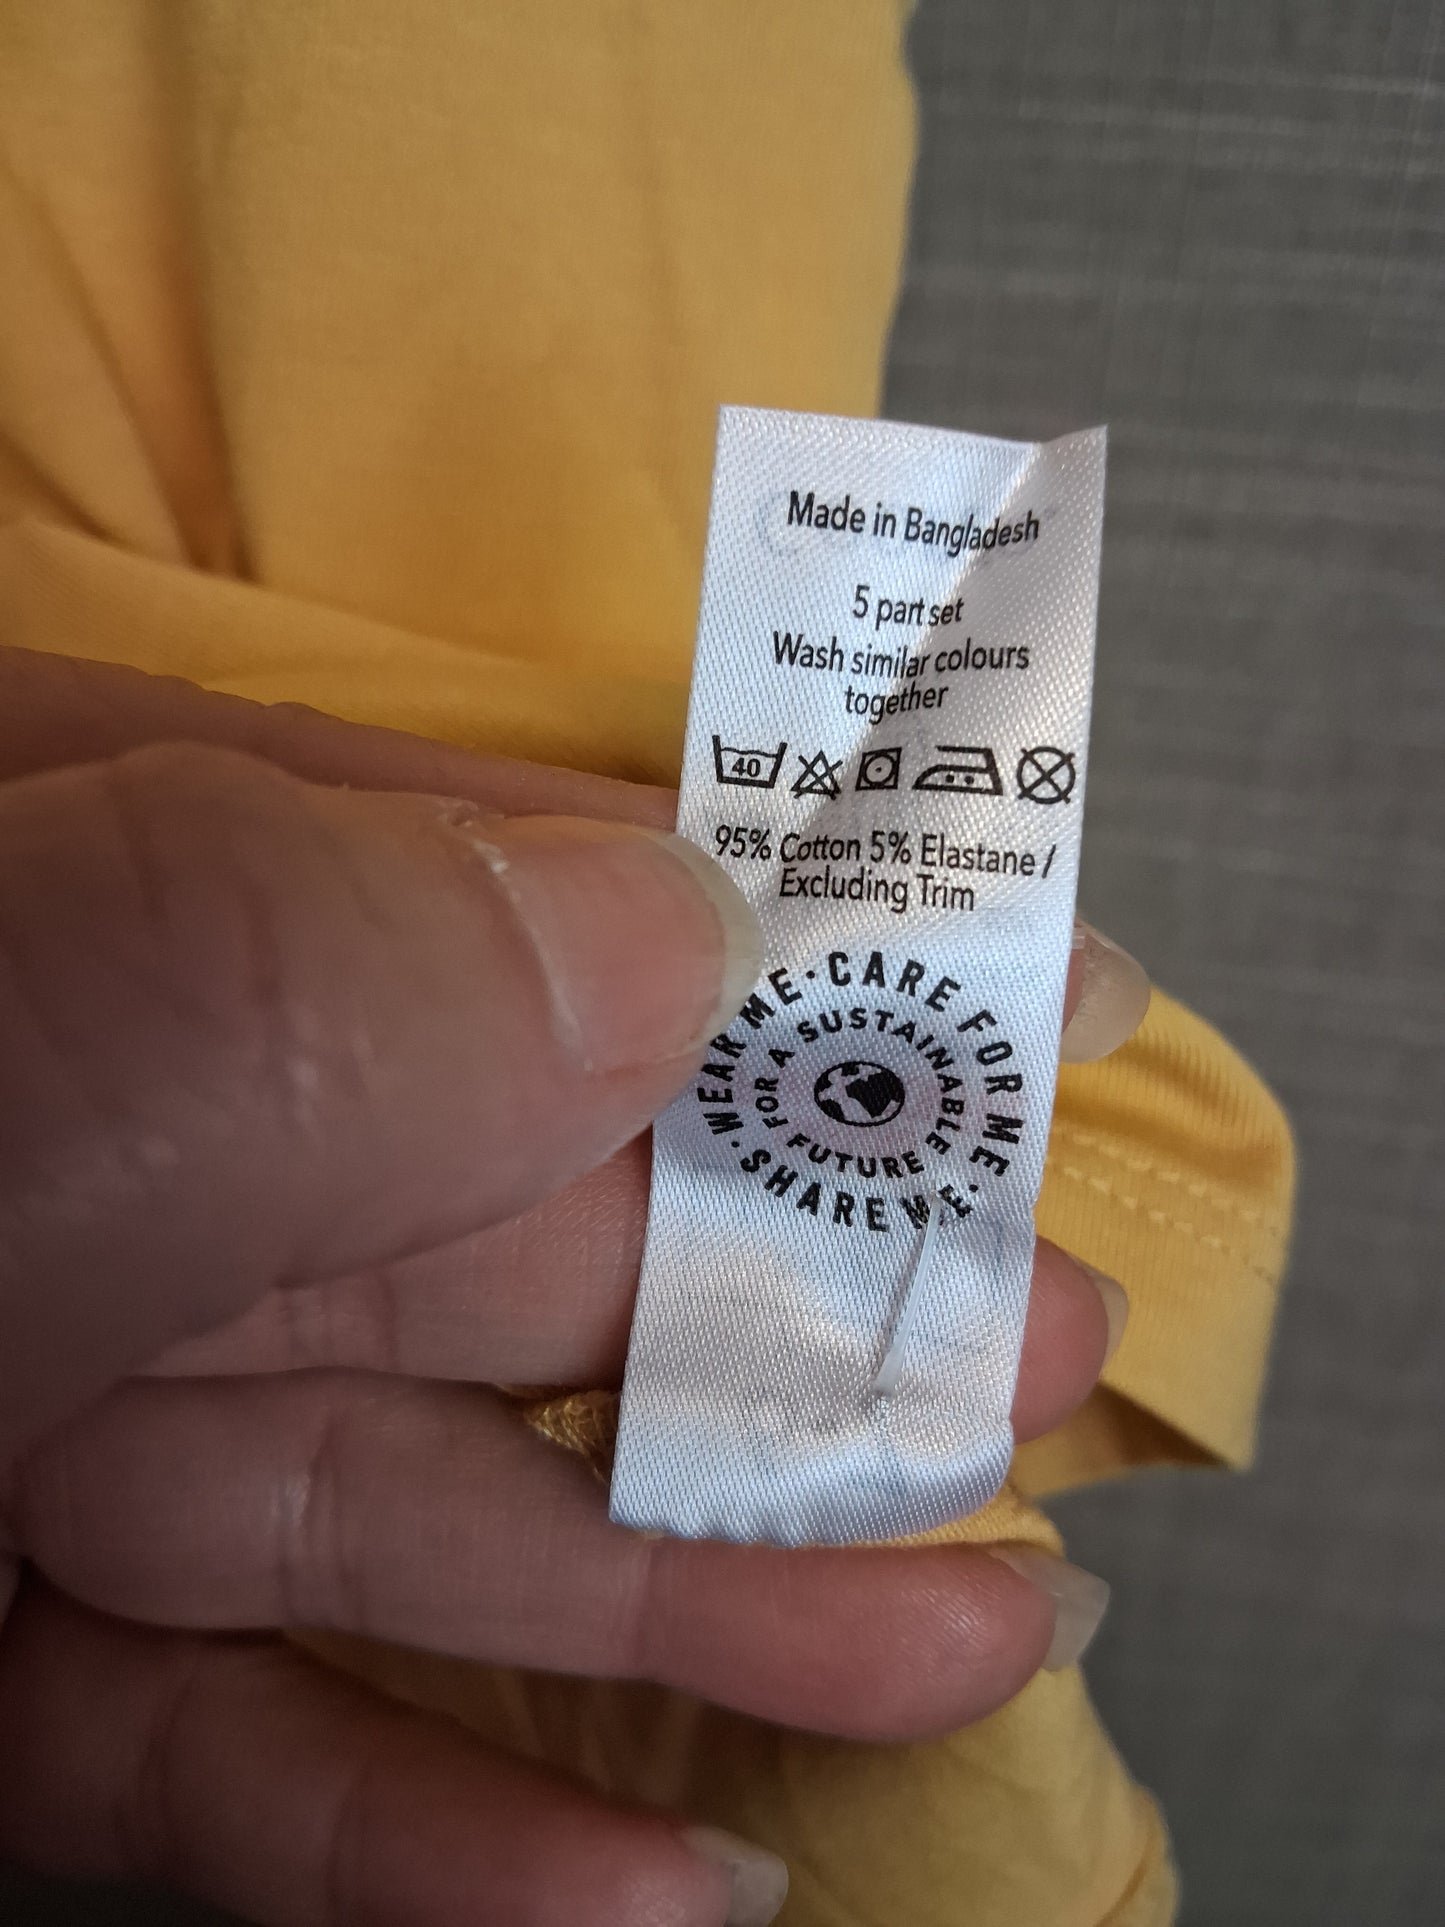 Made in Bangladesh
5 part set
Wash similar colours
together
40
95% Cotton 5% Elastane /
Excluding Trim
WEAR ME · CARE FOR ME · SHARE ME ·
FOR A SUSTAINABLE FUTURE